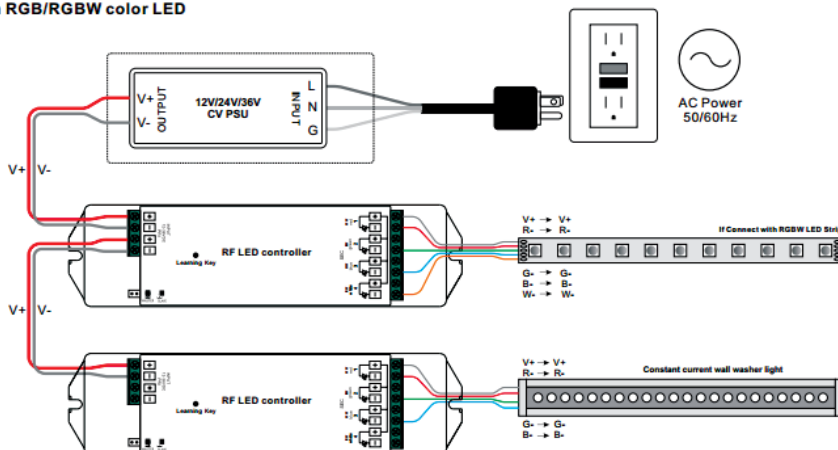 RGB/RGBW color LED
V+
V-
OUTPUT
12V/24V/36V
CV PSU
INPUT
L
N
G
AC Power
50/60Hz
V+
V-
RF LED controller
Learning Key
V+ → V+
R- → R-
If Connect with RGBW LED Stri
G- → G-
B- → B-
W- → W-
V+
V-
RF LED controller
Learning Key
V+ → V+
R- → R-
Constant current wall washer light
G- → G-
B- → B-